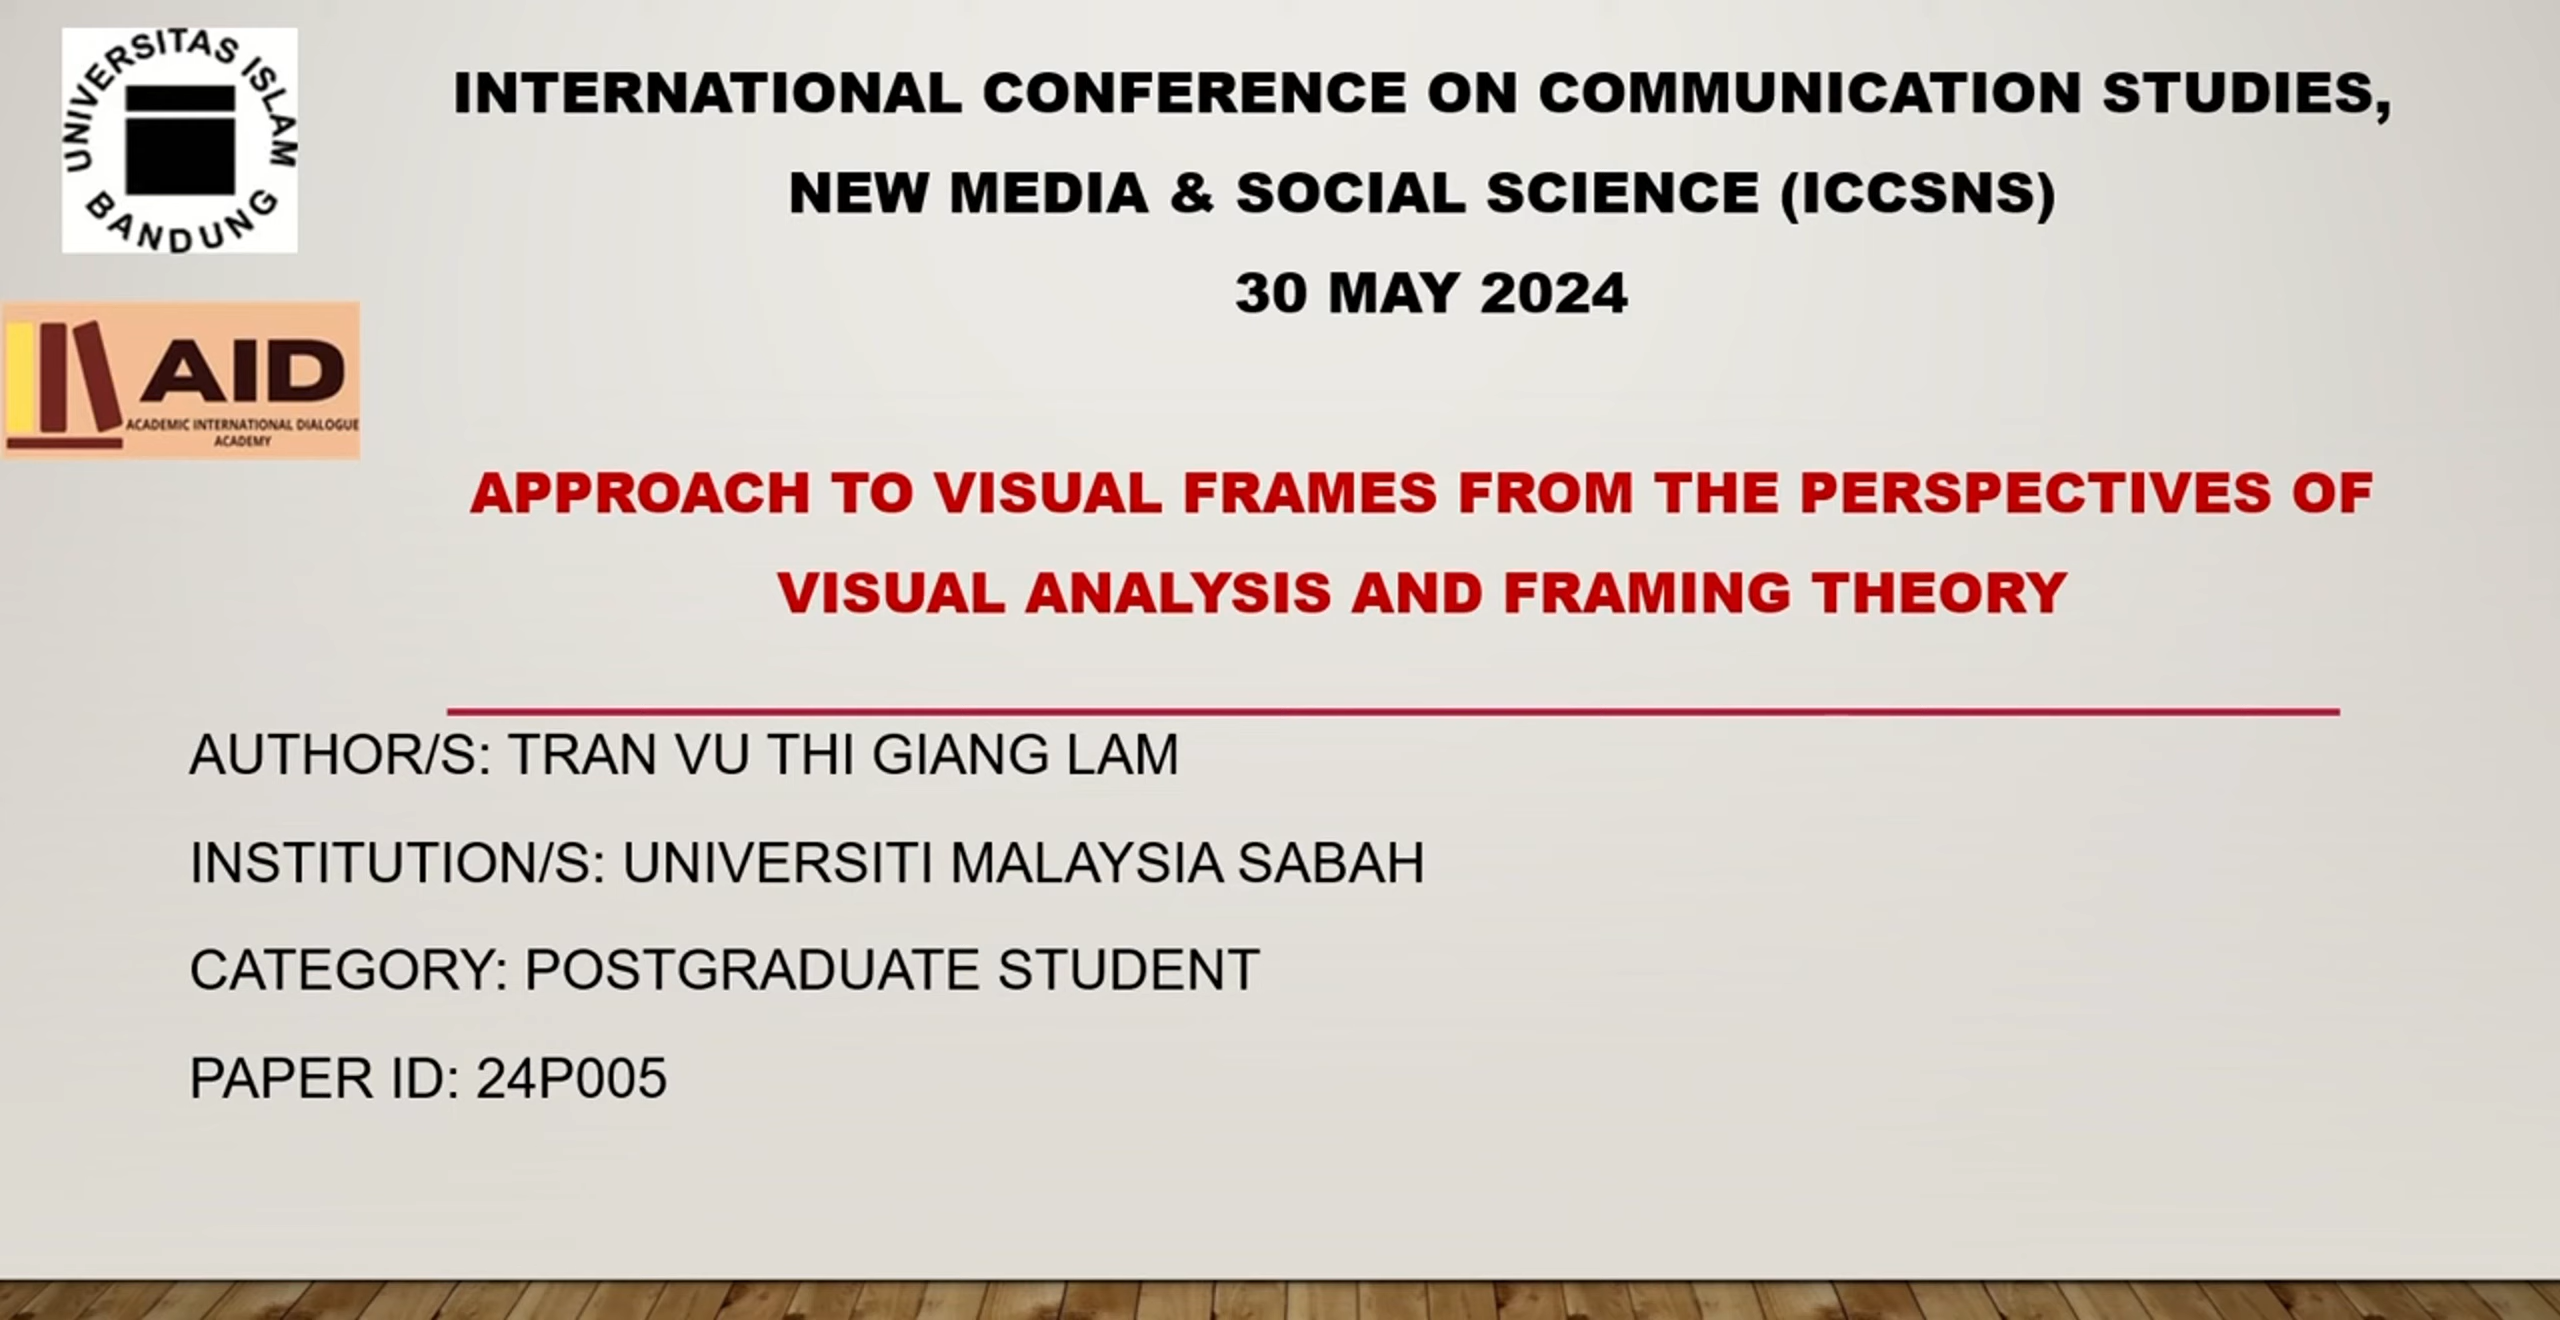 UNIVERSITAS ISLAM
BANDUNG
INTERNATIONAL CONFERENCE ON COMMUNICATION STUDIES,
NEW MEDIA & SOCIAL SCIENCE (ICCSNS)
30 MAY 2024
AID
ACADEMIC INTERNATIONAL DIALOGUE
ACADEMY
APPROACH TO VISUAL FRAMES FROM THE PERSPECTIVES OF
VISUAL ANALYSIS AND FRAMING THEORY
AUTHOR/S: TRAN VU THI GIANG LAM
INSTITUTION/S: UNIVERSITI MALAYSIA SABAH
CATEGORY: POSTGRADUATE STUDENT
PAPER ID: 24P005